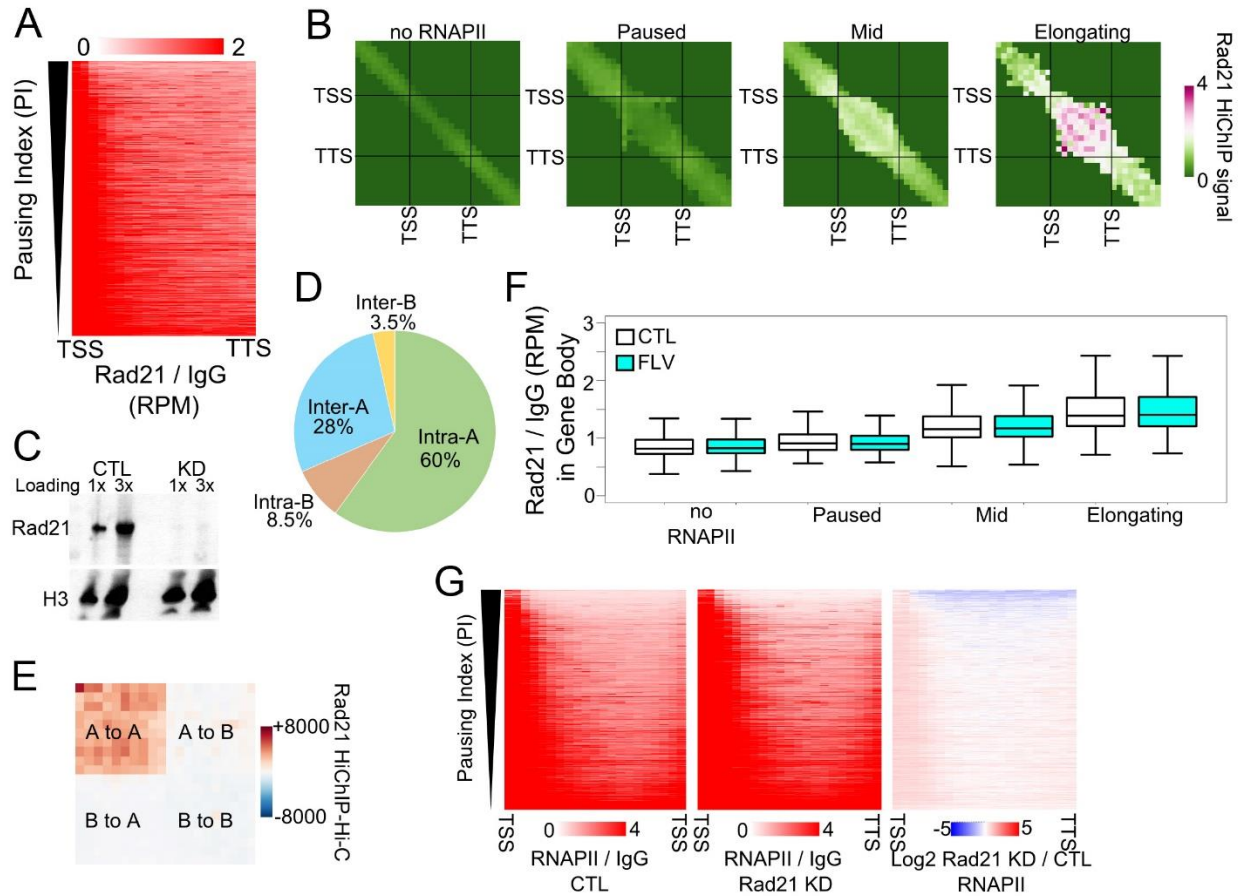 A
0 2
Pausing Index (PI)
TSS TTS
Rad21 / IgG
(RPM)
B
no RNAPII Paused Mid Elongating
TSS TSS TSS TSS
TTS TTS TTS TTS
TSS TTS TSS TTS TSS TTS TSS TTS
4
0
Rad21 HiChIP signal
C
CTL KD
Loading 1x 3x 1x 3x
Rad21
H3
D
Inter-B
3.5%
Inter-A
28%
Intra-A
60%
Intra-B
8.5%
E
A to A A to B
B to A B to B
+8000
-8000
Rad21 HiChIP-Hi-C
F
Rad21 / IgG (RPM)
in Gene Body
3
2
1
0
CTL
FLV
no
RNAPII
Paused Mid Elongating
G
Pausing Index (PI)
TSS TSS TSS TTS TSS TTS
0 4 0 4 -5 5
RNAPII / IgG
CTL
RNAPII / IgG
Rad21 KD
Log2 Rad21 KD / CTL
RNAPII